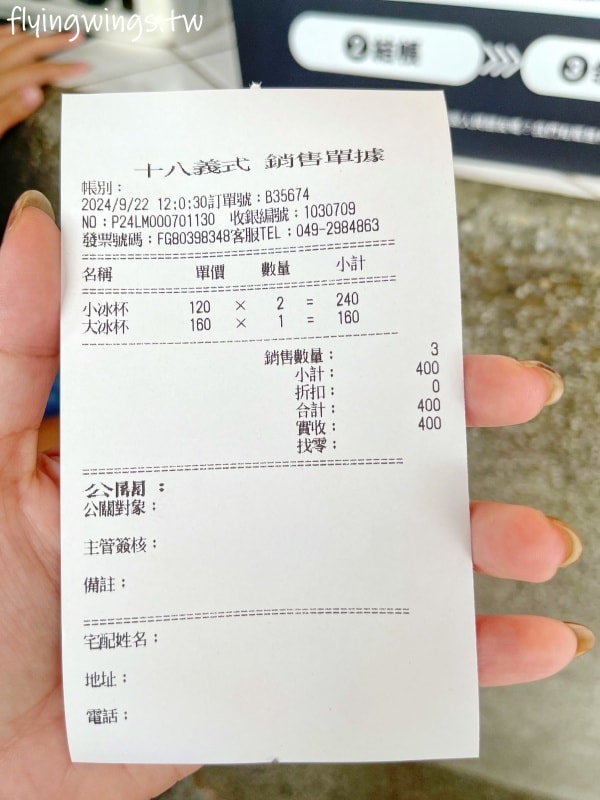 flyingwings.tw
❷結帳
❸
十八義式 銷售單據
帳別：
2024/9/22 12:0:30訂單號：B35674
NO：P24LM000701130 收銀編號：1030709
發票號碼：FG80398348客服TEL：049-2984863
名稱 單價 數量 小計
小冰杯 120 × 2 = 240
大冰杯 160 × 1 = 160
銷售數量： 3
小計： 400
折扣： 0
合計： 400
實收： 400
找零：
公關：
公關對象：
主管簽核：
備註：
宅配姓名：
地址：
電話：